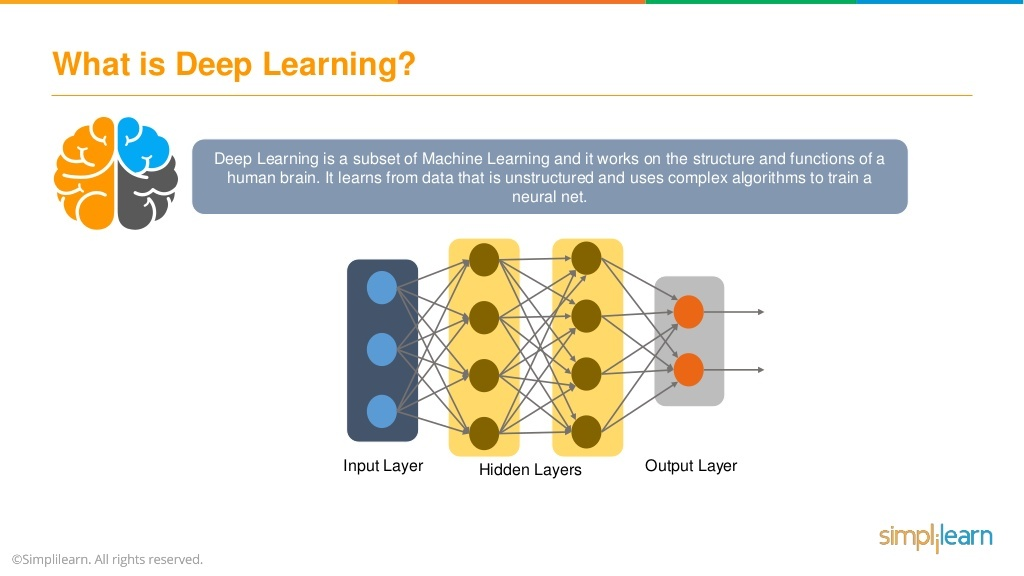 What is Deep Learning?
Deep Learning is a subset of Machine Learning and it works on the structure and functions of a
human brain. It learns from data that is unstructured and uses complex algorithms to train a
neural net.
Input Layer
Hidden Layers
Output Layer
simplilearn
©Simplilearn. All rights reserved.